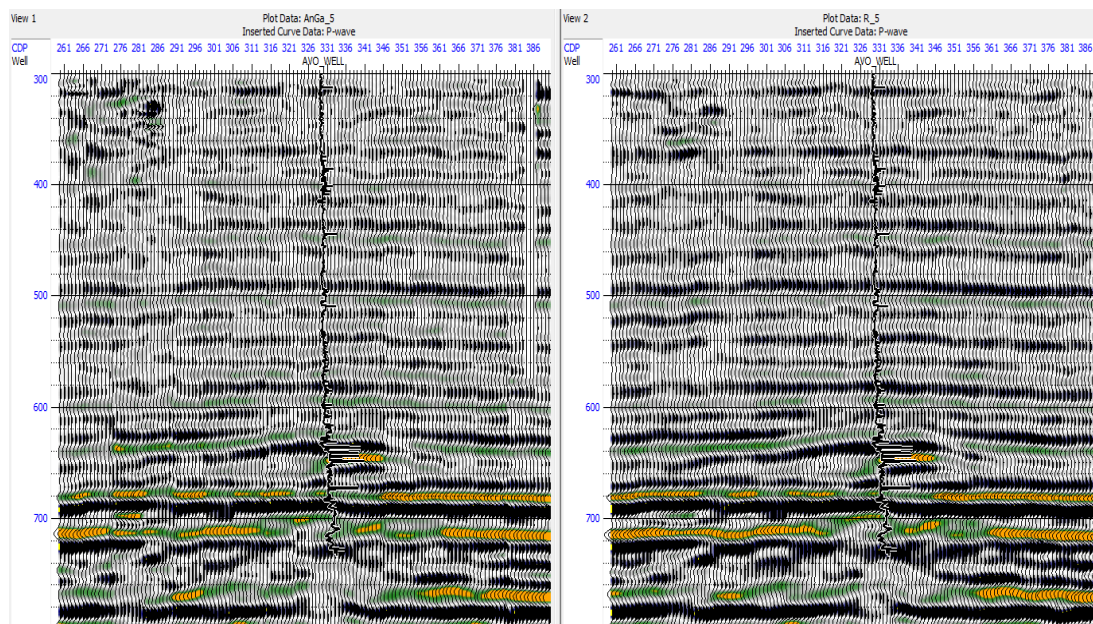 View 1
Plot Data: AnGa_5
Inserted Curve Data: P-wave
CDP 261 266 271 276 281 286 291 296 301 306 311 316 321 326 331 336 341 346 351 356 361 366 371 376 381 386
Well AVO_WELL
300
400
500
600
700
View 2
Plot Data: R_5
Inserted Curve Data: P-wave
CDP 261 266 271 276 281 286 291 296 301 306 311 316 321 326 331 336 341 346 351 356 361 366 371 376 381 386
Well AVO_WELL
300
400
500
600
700